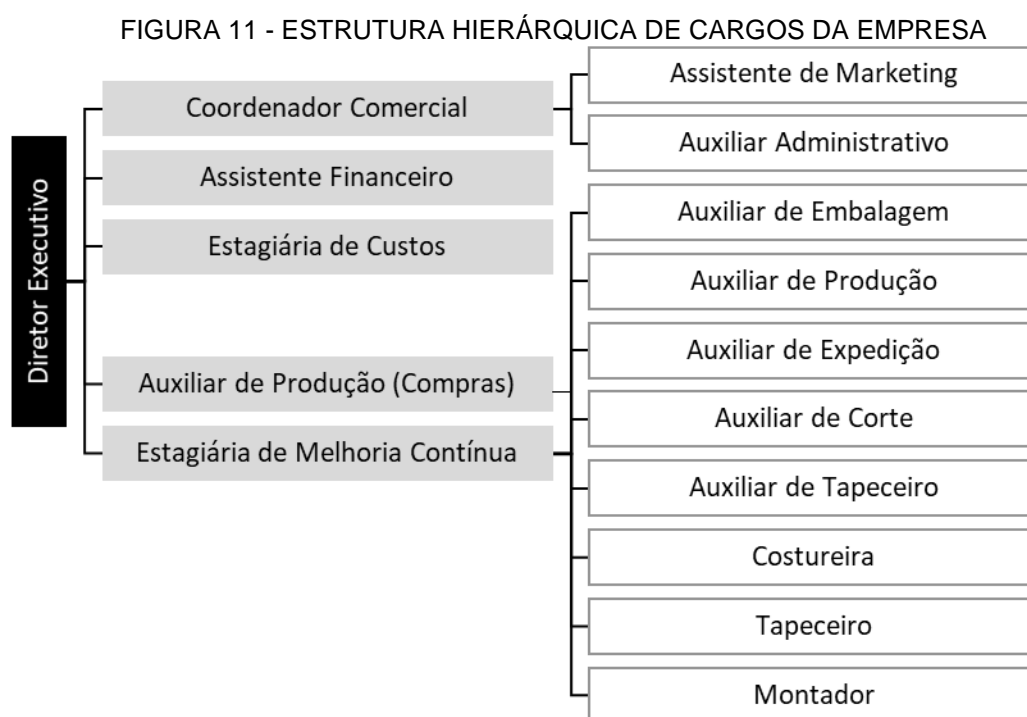 FIGURA 11 - ESTRUTURA HIERÁRQUICA DE CARGOS DA EMPRESA
Diretor Executivo
Coordenador Comercial
Assistente Financeiro
Estagiária de Custos
Auxiliar de Produção (Compras)
Estagiária de Melhoria Contínua
Assistente de Marketing
Auxiliar Administrativo
Auxiliar de Embalagem
Auxiliar de Produção
Auxiliar de Expedição
Auxiliar de Corte
Auxiliar de Tapeceiro
Costureira
Tapeceiro
Montador